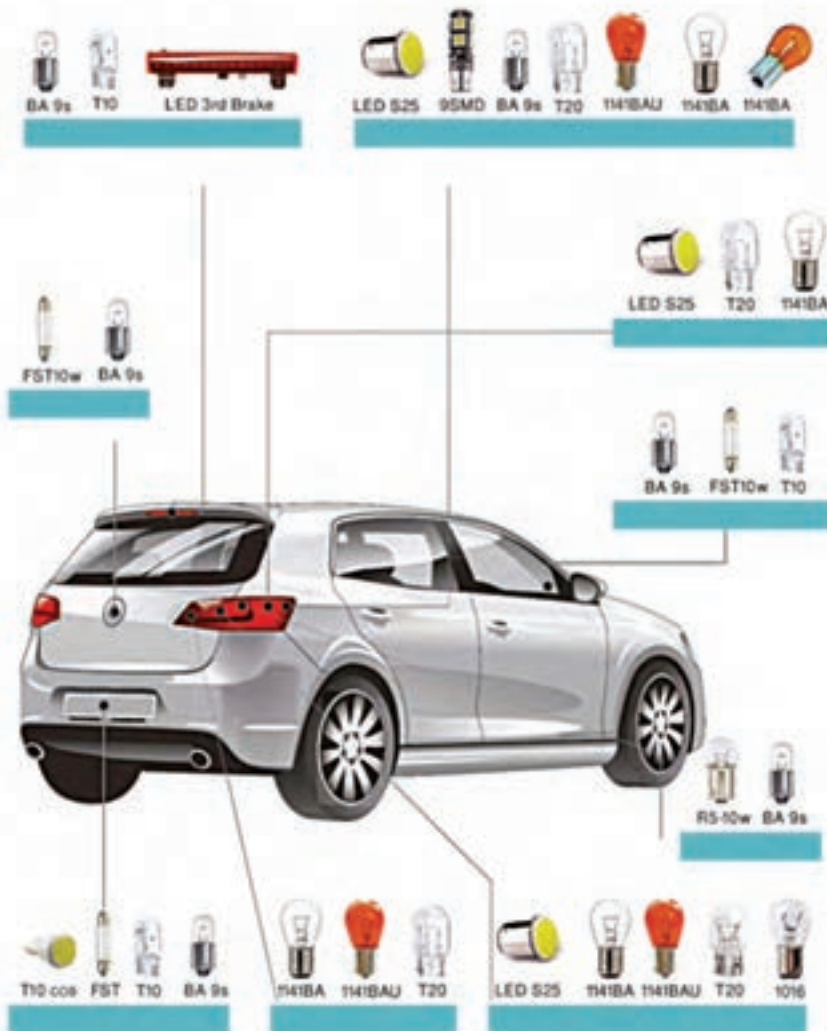 BA 9s T10 LED 3rd Brake
LED S25 9SMD BA 9s T20 1141BAU 1141BA 1141BA
LED S25 T20 1141BA
FST10w BA 9s
BA 9s FST10w T10
R5-10w BA 9s
T10 cos FST T10 BA 9s
1141BA 1141BAU T20
LED S25 1141BA 1141BAU T20 1016